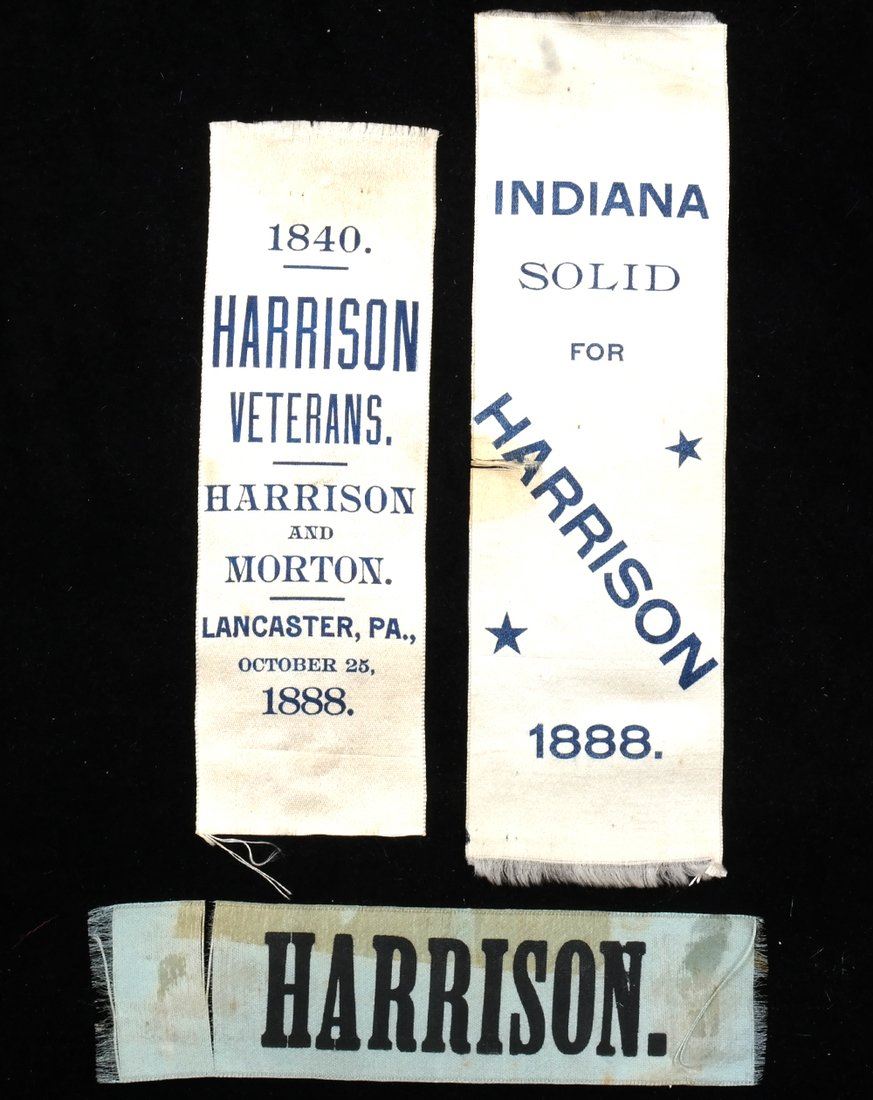 1840.
HARRISON
VETERANS.
HARRISON
AND
MORTON.
LANCASTER, PA.,
OCTOBER 25,
1888.
INDIANA
SOLID
FOR
HARRISON
1888.
HARRISON.